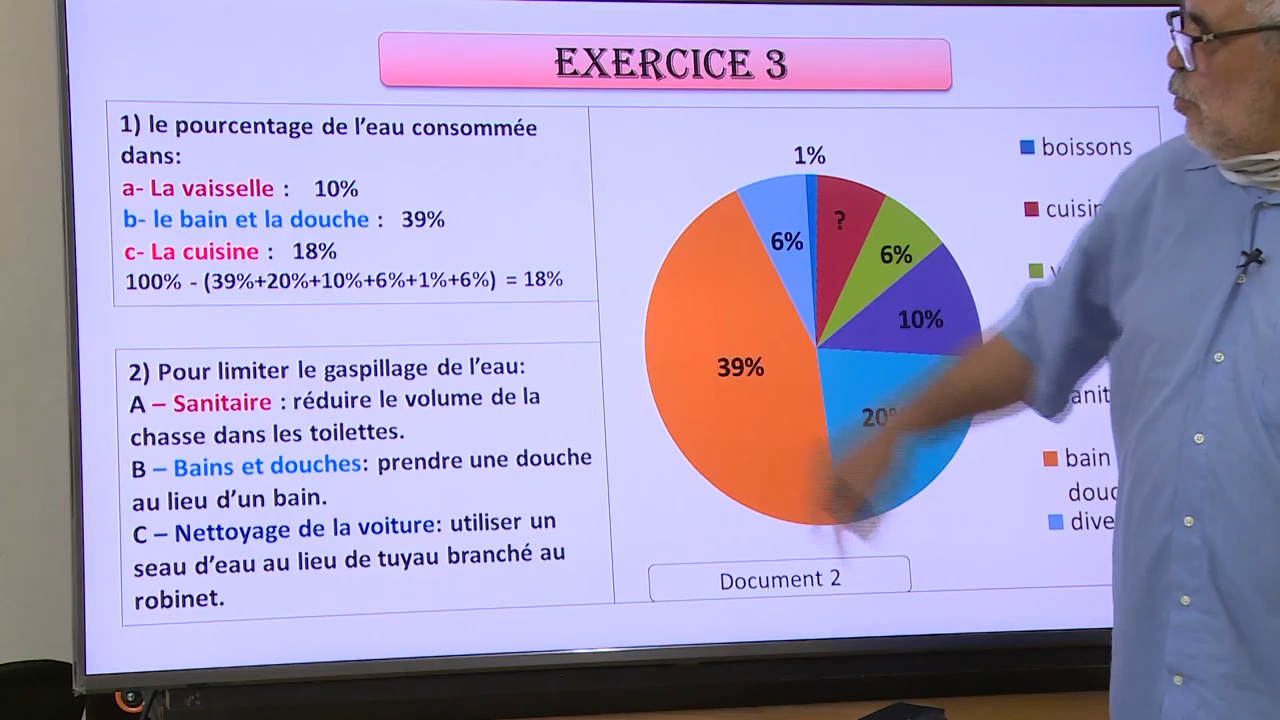 EXERCICE 3
1) le pourcentage de l'eau consommée
dans:
a- La vaisselle : 10%
b- le bain et la douche : 39%
c- La cuisine : 18%
100% - (39%+20%+10%+6%+1%+6%) = 18%
2) Pour limiter le gaspillage de l'eau:
A – Sanitaire : réduire le volume de la
chasse dans les toilettes.
B – Bains et douches: prendre une douche
au lieu d'un bain.
C – Nettoyage de la voiture: utiliser un
seau d'eau au lieu de tuyau branché au
robinet.
1%
?
6%
6%
10%
39%
boissons
bain
Document 2